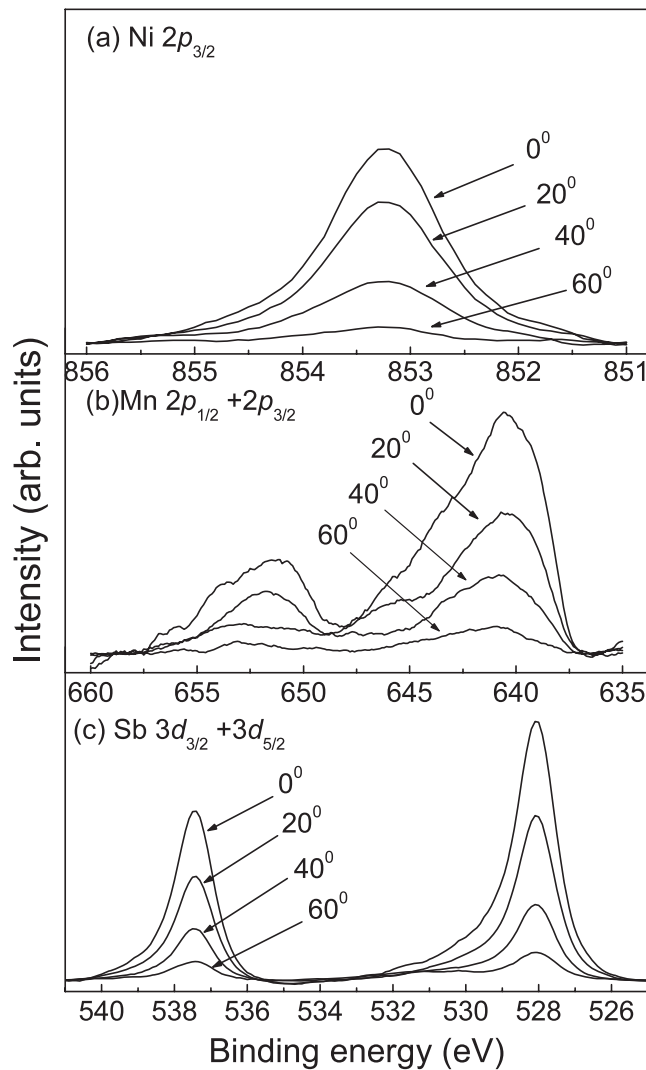 (a) Ni 2p3/2
0⁰
20⁰
40⁰
60⁰
856 855 854 853 852 851
(b)Mn 2p1/2 +2p3/2
0⁰
20⁰
40⁰
60⁰
660 655 650 645 640 635
(c) Sb 3d3/2 +3d5/2
0⁰
20⁰
40⁰
60⁰
540 538 536 534 532 530 528 526
Binding energy (eV)
Intensity (arb. units)